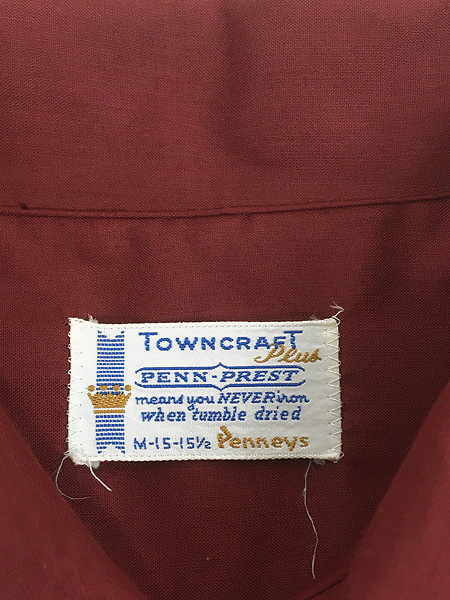 TOWNCRAFT
Plus
PENN-PREST
means you NEVER iron
when tumble dried
M-15-15½ Penneys